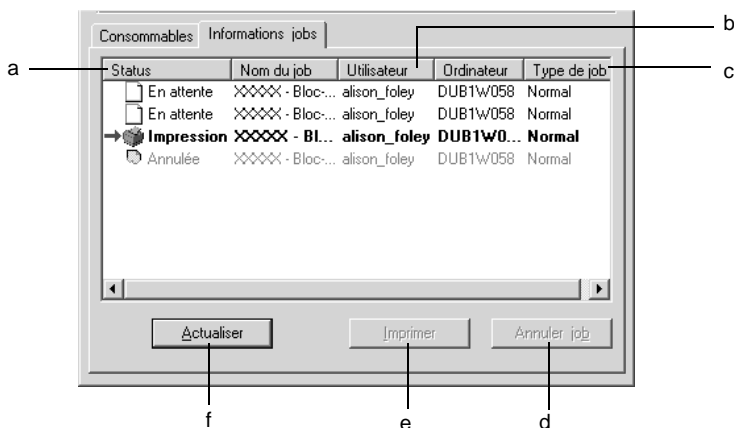 b
Consommables Informations jobs
a
c
Status Nom du job Utilisateur Ordinateur Type de job
En attente XXXXX - Bloc-... alison_foley DUB1W058 Normal
En attente XXXXX - Bloc-... alison_foley DUB1W058 Normal
Impression XXXXX - Bl... alison_foley DUB1W0... Normal
Annulée XXXXX - Bloc-... alison_foley DUB1W058 Normal
Actualiser Imprimer Annuler job
f e d